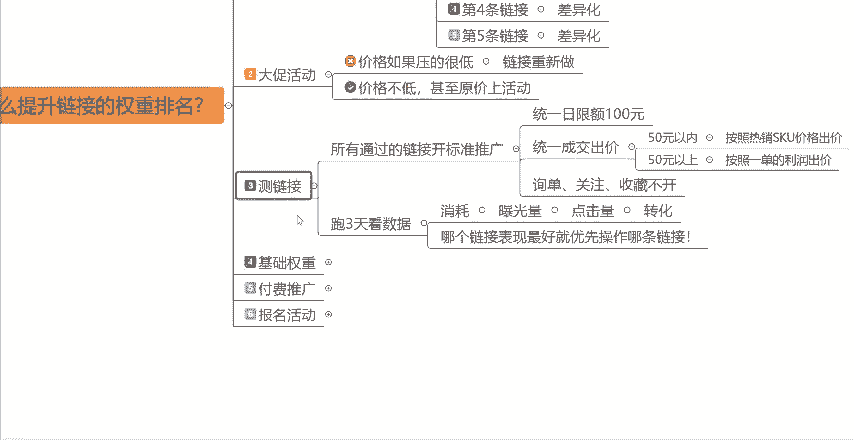 4 第4条链接 差异化
第5条链接 差异化
2 大促活动
价格如果压的很低 链接重新做
价格不低，甚至原价上活动
么提升链接的权重排名？
3 测链接
所有通过的链接开标准推广
统一日限额100元
统一成交出价
50元以内 按照热销SKU价格出价
50元以上 按照一单的利润出价
询单、关注、收藏不开
跑3天看数据
消耗 曝光量 点击量 转化
哪个链接表现最好就优先操作哪条链接！
4 基础权重
付费推广
报名活动